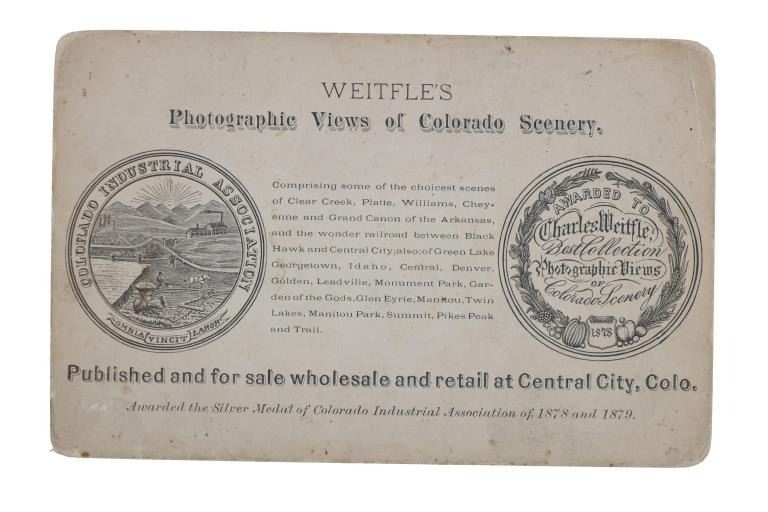 WEITFLE'S
Photographic Views of Colorado Scenery.
COLORADO INDUSTRIAL ASSOCIATION
OMNIA VINCIT LABOR
Comprising some of the choicest scenes
of Clear Creek, Platte, Williams, Chey-
enne and Grand Canon of the Arkansas,
and the wonder railroad between Black
Hawk and Central City; also; of Green Lake
Georgetown, Idaho, Central, Denver,
Golden, Leadville, Monument Park, Gar-
den of the Gods, Glen Eyrie, Manitou, Twin
Lakes, Manitou Park, Summit, Pikes Peak
and Trail.
AWARDED TO
Charles Weitfle,
Best Collection
Photographic Views
OF
Colorado Scenery
1878
Published and for sale wholesale and retail at Central City, Colo.
Awarded the Silver Medal of Colorado Industrial Association of 1878 and 1879.